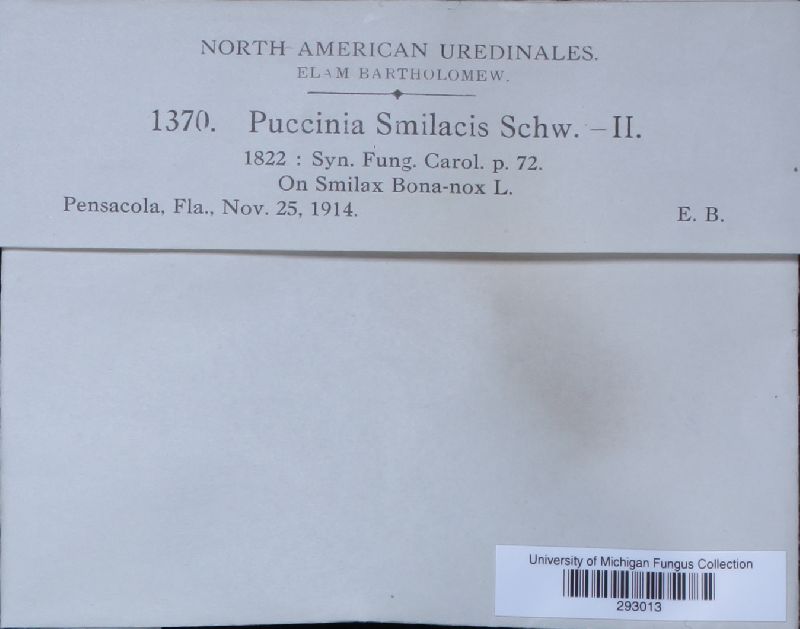 NORTH AMERICAN UREDINALES.
ELAM BARTHOLOMEW.
1370. Puccinia Smilacis Schw. – II.
1822 : Syn. Fung. Carol. p. 72.
On Smilax Bona-nox L.
Pensacola, Fla., Nov. 25, 1914. E. B.
University of Michigan Fungus Collection
293013